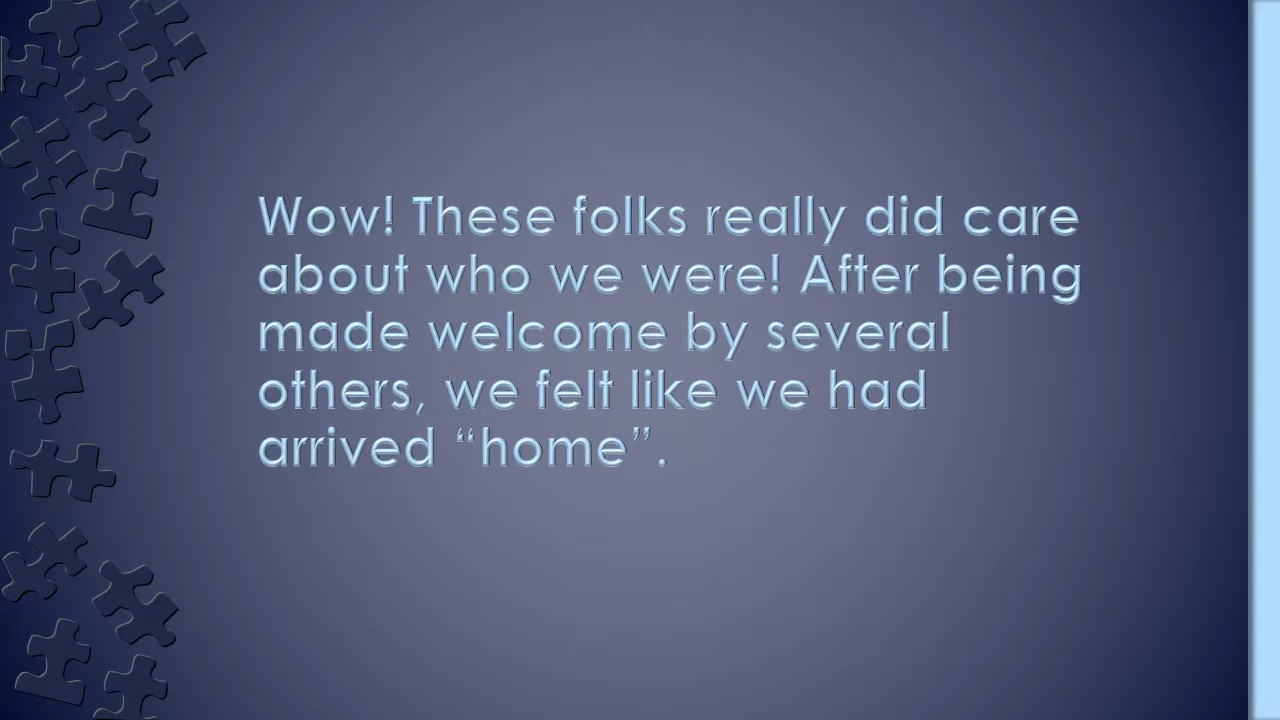 Wow! These folks really did care
about who we were! After being
made welcome by several
others, we felt like we had
arrived “home”.